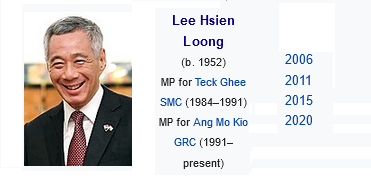 Lee Hsien
Loong
(b. 1952)
MP for Teck Ghee
SMC (1984–1991)
MP for Ang Mo Kio
GRC (1991–
present)
2006
2011
2015
2020